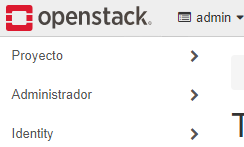 openstack.
admin
Proyecto
Administrador
Identity
T